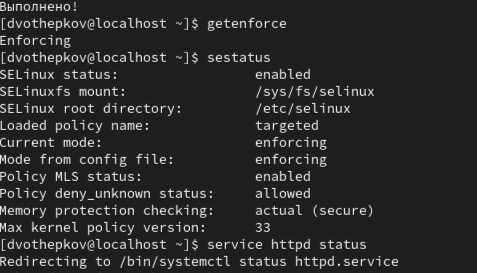 Выполнено!
[dvothepkov@localhost ~]$ getenforce
Enforcing
[dvothepkov@localhost ~]$ sestatus
SELinux status:                 enabled
SELinuxfs mount:                /sys/fs/selinux
SELinux root directory:         /etc/selinux
Loaded policy name:             targeted
Current mode:                   enforcing
Mode from config file:          enforcing
Policy MLS status:              enabled
Policy deny_unknown status:     allowed
Memory protection checking:     actual (secure)
Max kernel policy version:      33
[dvothepkov@localhost ~]$ service httpd status
Redirecting to /bin/systemctl status httpd.service